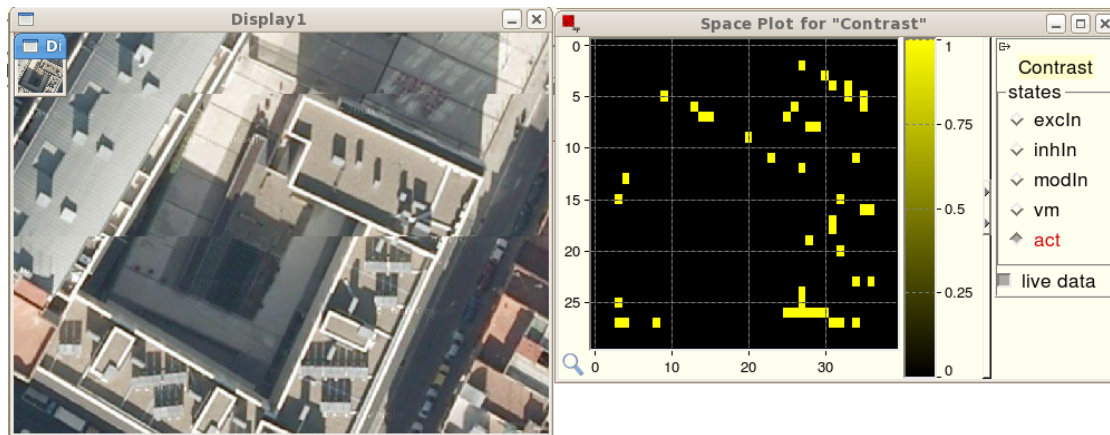 Display1
Di
Space Plot for "Contrast"
0
5
10
15
20
25
0
10
20
30
1
0.75
0.5
0.25
0
Contrast
states
excIn
inhIn
modIn
vm
act
live data